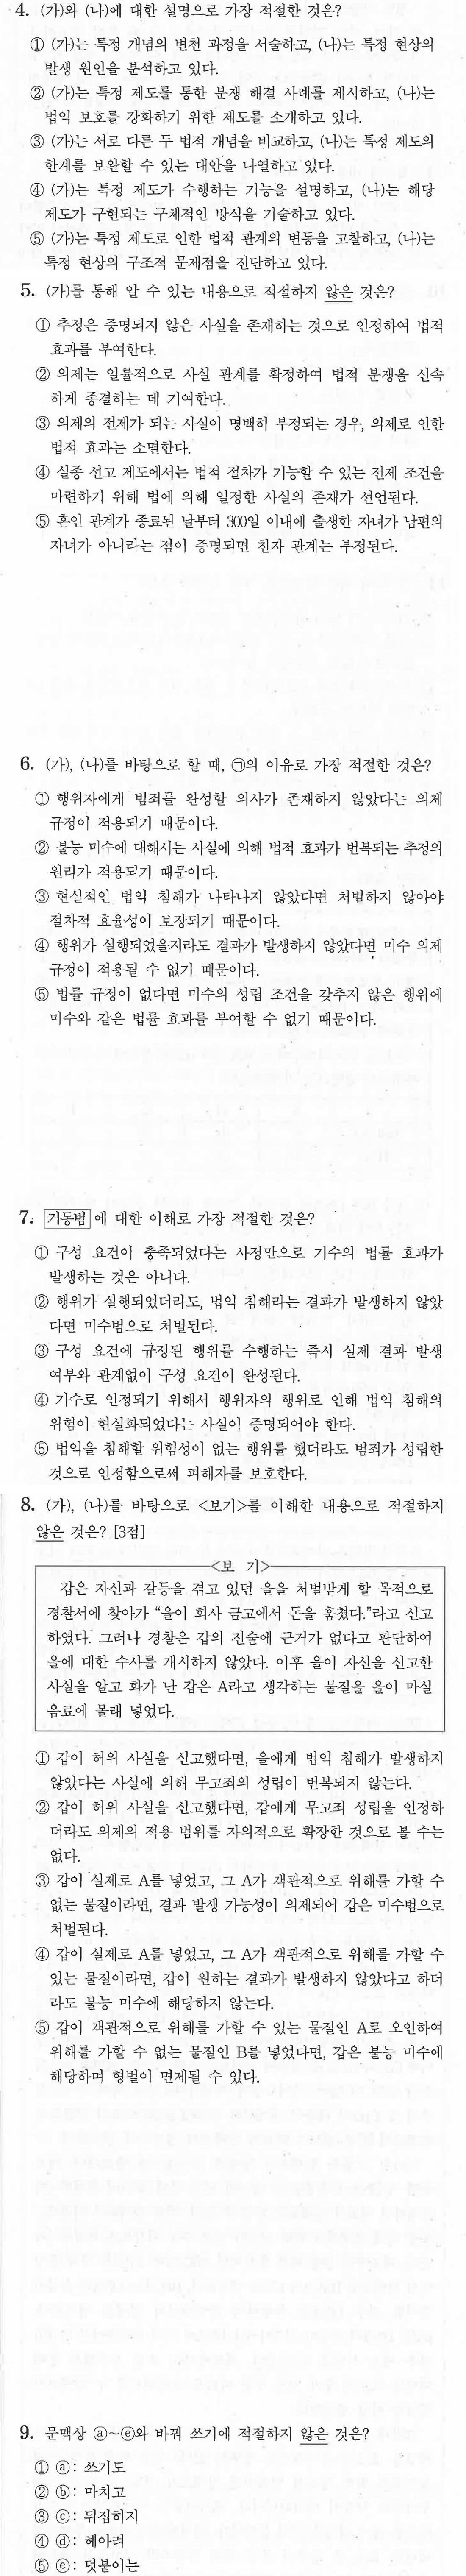 4. (가)와 (나)에 대한 설명으로 가장 적절한 것은?
① (가)는 특정 개념의 변천 과정을 서술하고, (나)는 특정 현상의
발생 원인을 분석하고 있다.
② (가)는 특정 제도를 통한 분쟁 해결 사례를 제시하고, (나)는
법익 보호를 강화하기 위한 제도를 소개하고 있다.
③ (가)는 서로 다른 두 법적 개념을 비교하고, (나)는 특정 제도의
한계를 보완할 수 있는 대안을 나열하고 있다.
④ (가)는 특정 제도가 수행하는 기능을 설명하고, (나)는 해당
제도가 구현되는 구체적인 방식을 기술하고 있다.
⑤ (가)는 특정 제도로 인한 법적 관계의 변동을 고찰하고, (나)는
특정 현상의 구조적 문제점을 진단하고 있다.
5. (가)를 통해 알 수 있는 내용으로 적절하지 않은 것은?
① 추정은 증명되지 않은 사실을 존재하는 것으로 인정하여 법적
효과를 부여한다.
② 의제는 일률적으로 사실 관계를 확정하여 법적 분쟁을 신속
하게 종결하는 데 기여한다.
③ 의제의 전제가 되는 사실이 명백히 부정되는 경우, 의제로 인한
법적 효과는 소멸한다.
④ 실종 선고 제도에서는 법적 절차가 기능할 수 있는 전제 조건을
마련하기 위해 법에 의해 일정한 사실의 존재가 선언된다.
⑤ 혼인 관계가 종료된 날부터 300일 이내에 출생한 자녀가 남편의
자녀가 아니라는 점이 증명되면 친자 관계는 부정된다.
6. (가), (나)를 바탕으로 할 때, ㉠의 이유로 가장 적절한 것은?
① 행위자에게 범죄를 완성할 의사가 존재하지 않았다는 의제
규정이 적용되기 때문이다.
② 불능 미수에 대해서는 사실에 의해 법적 효과가 번복되는 추정의
원리가 적용되기 때문이다.
③ 현실적인 법익 침해가 나타나지 않았다면 처벌하지 않아야
절차적 효율성이 보장되기 때문이다.
④ 행위가 실행되었을지라도 결과가 발생하지 않았다면 미수 의제
규정이 적용될 수 없기 때문이다.
⑤ 법률 규정이 없다면 미수의 성립 조건을 갖추지 않은 행위에
미수와 같은 법률 효과를 부여할 수 없기 때문이다.
7. 거동범에 대한 이해로 가장 적절한 것은?
① 구성 요건이 충족되었다는 사정만으로 기수의 법률 효과가
발생하는 것은 아니다.
② 행위가 실행되었더라도, 법익 침해라는 결과가 발생하지 않았
다면 미수범으로 처벌된다.
③ 구성 요건에 규정된 행위를 수행하는 즉시 실제 결과 발생
여부와 관계없이 구성 요건이 완성된다.
④ 기수로 인정되기 위해서 행위자의 행위로 인해 법익 침해의
위험이 현실화되었다는 사실이 증명되어야 한다.
⑤ 법익을 침해할 위험성이 없는 행위를 했더라도 범죄가 성립한
것으로 인정함으로써 피해자를 보호한다.
8. (가), (나)를 바탕으로 <보기>를 이해한 내용으로 적절하지
않은 것은? [3점]
<보 기>
갑은 자신과 갈등을 겪고 있던 을을 처벌받게 할 목적으로
경찰서에 찾아가 “을이 회사 금고에서 돈을 훔쳤다.”라고 신고
하였다. 그러나 경찰은 갑의 진술에 근거가 없다고 판단하여
을에 대한 수사를 개시하지 않았다. 이후 을이 자신을 신고한
사실을 알고 화가 난 갑은 A라고 생각하는 물질을 을이 마실
음료에 몰래 넣었다.
① 갑이 허위 사실을 신고했다면, 을에게 법익 침해가 발생하지
않았다는 사실에 의해 무고죄의 성립이 번복되지 않는다.
② 갑이 허위 사실을 신고했다면, 갑에게 무고죄 성립을 인정하
더라도 의제의 적용 범위를 자의적으로 확장한 것으로 볼 수는
없다.
③ 갑이 실제로 A를 넣었고, 그 A가 객관적으로 위해를 가할 수
없는 물질이라면, 결과 발생 가능성이 의제되어 갑은 미수범으로
처벌된다.
④ 갑이 실제로 A를 넣었고, 그 A가 객관적으로 위해를 가할 수
있는 물질이라면, 갑이 원하는 결과가 발생하지 않았다고 하더
라도 불능 미수에 해당하지 않는다.
⑤ 갑이 객관적으로 위해를 가할 수 있는 물질인 A로 오인하여
위해를 가할 수 없는 물질인 B를 넣었다면, 갑은 불능 미수에
해당하며 형벌이 면제될 수 있다.
9. 문맥상 ⓐ~ⓔ와 바꿔 쓰기에 적절하지 않은 것은?
① ⓐ: 쓰기도
② ⓑ: 마치고
③ ⓒ: 뒤집히지
④ ⓓ: 헤아려
⑤ ⓔ: 덧붙이는